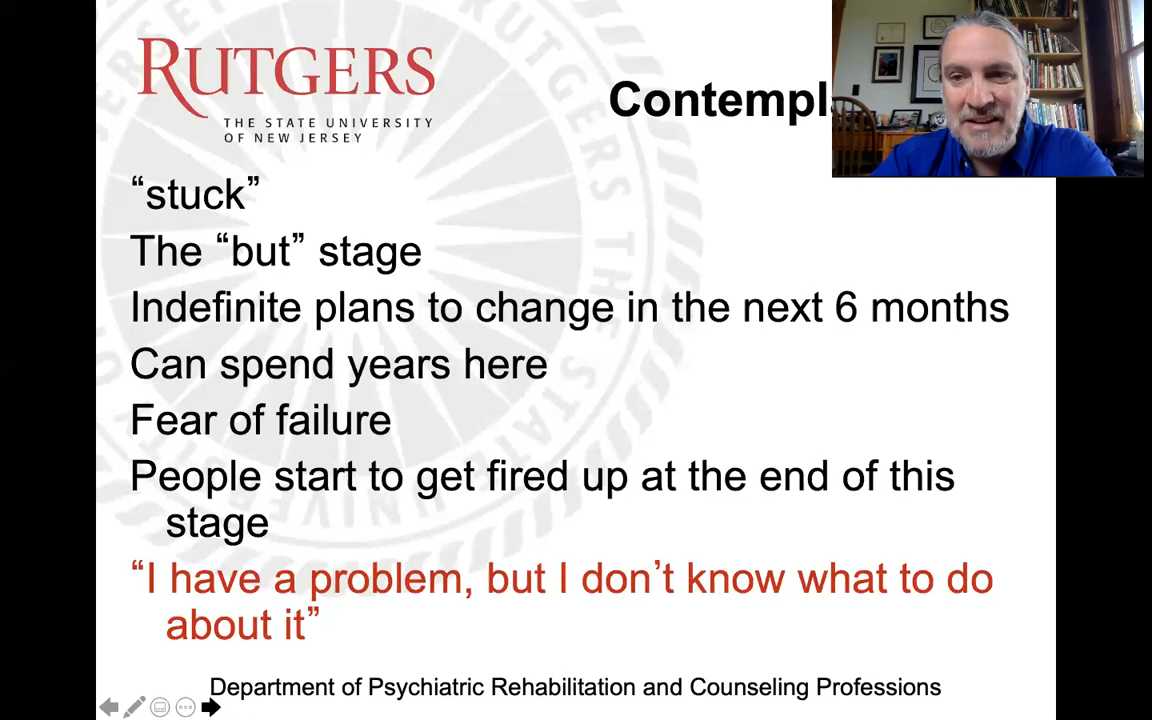 RUTGERS
THE STATE UNIVERSITY
OF NEW JERSEY
“stuck”
The “but” stage
Indefinite plans to change in the next 6 months
Can spend years here
Fear of failure
People start to get fired up at the end of this
stage
“I have a problem, but I don’t know what to do
about it”
Department of Psychiatric Rehabilitation and Counseling Professions